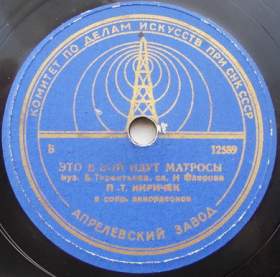 КОМИТЕТ ПО ДЕЛАМ ИСКУССТВ ПРИ СНК СССР
В 12589
ЭТО В БОЙ ИДУТ МАТРОСЫ
муз. Б. Терентьева, сл. Н Флерова
П. Т. КИРИЧЕК
в сопр. аккордеонов
АПРЕЛЕВСКИЙ ЗАВОД